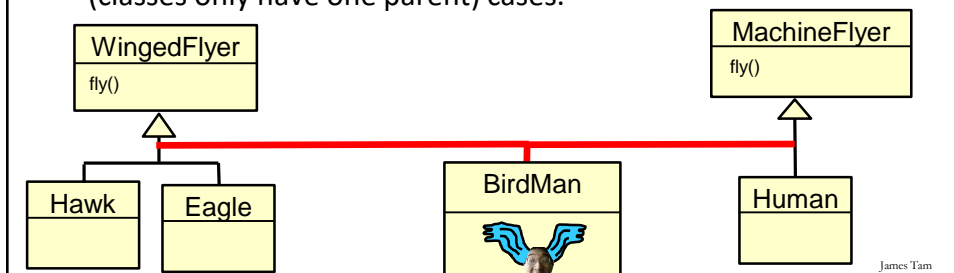 (classes only have one parent) cases.
WingedFlyer
fly()
MachineFlyer
fly()
Hawk
Eagle
BirdMan
Human
James Tam